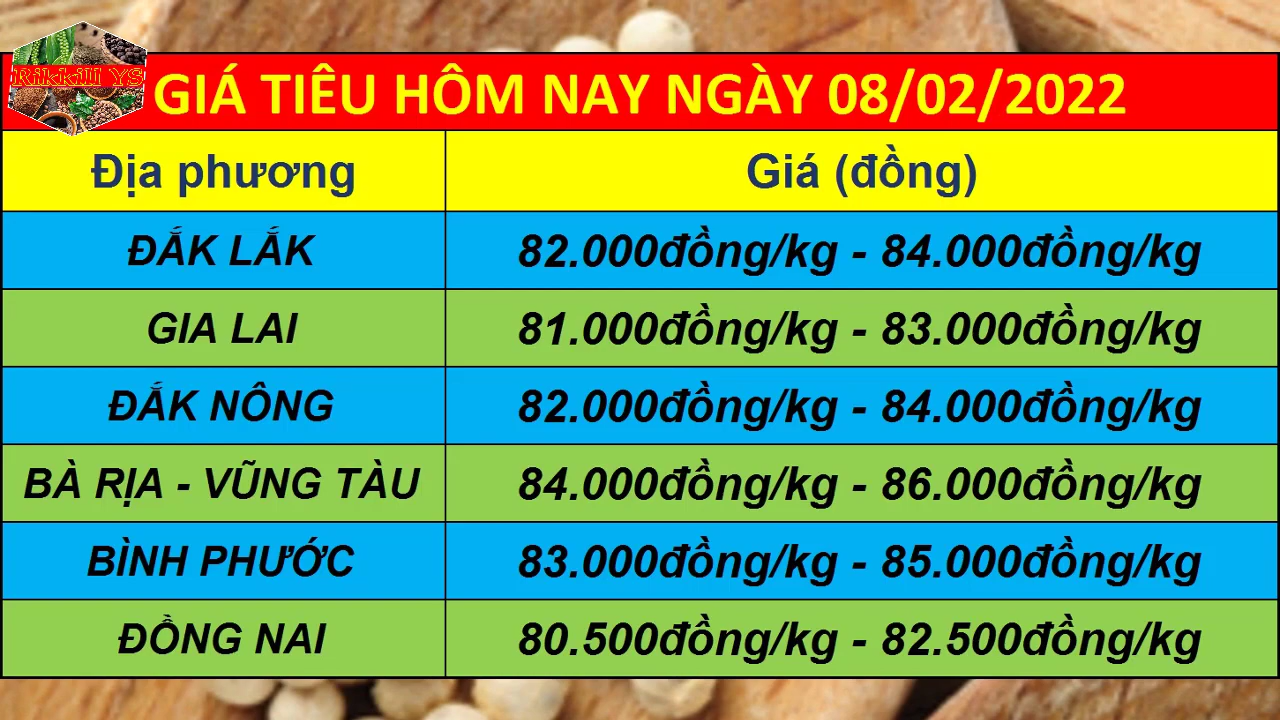 Rikkill YS
GIÁ TIÊU HÔM NAY NGÀY 08/02/2022
Địa phương Giá (đồng)
ĐẮK LẮK 82.000đồng/kg - 84.000đồng/kg
GIA LAI 81.000đồng/kg - 83.000đồng/kg
ĐẮK NÔNG 82.000đồng/kg - 84.000đồng/kg
BÀ RỊA - VŨNG TÀU 84.000đồng/kg - 86.000đồng/kg
BÌNH PHƯỚC 83.000đồng/kg - 85.000đồng/kg
ĐỒNG NAI 80.500đồng/kg - 82.500đồng/kg